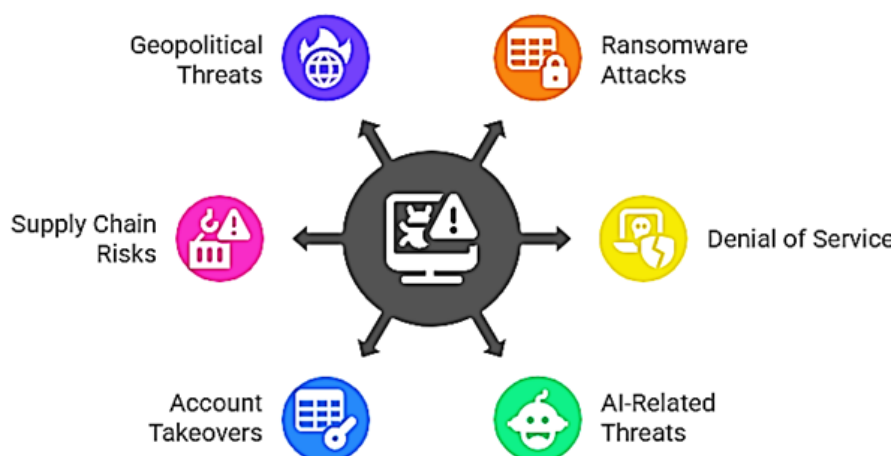 Geopolitical
Threats
Ransomware
Attacks
Supply Chain
Risks
Denial of Service
Account
Takeovers
AI-Related
Threats